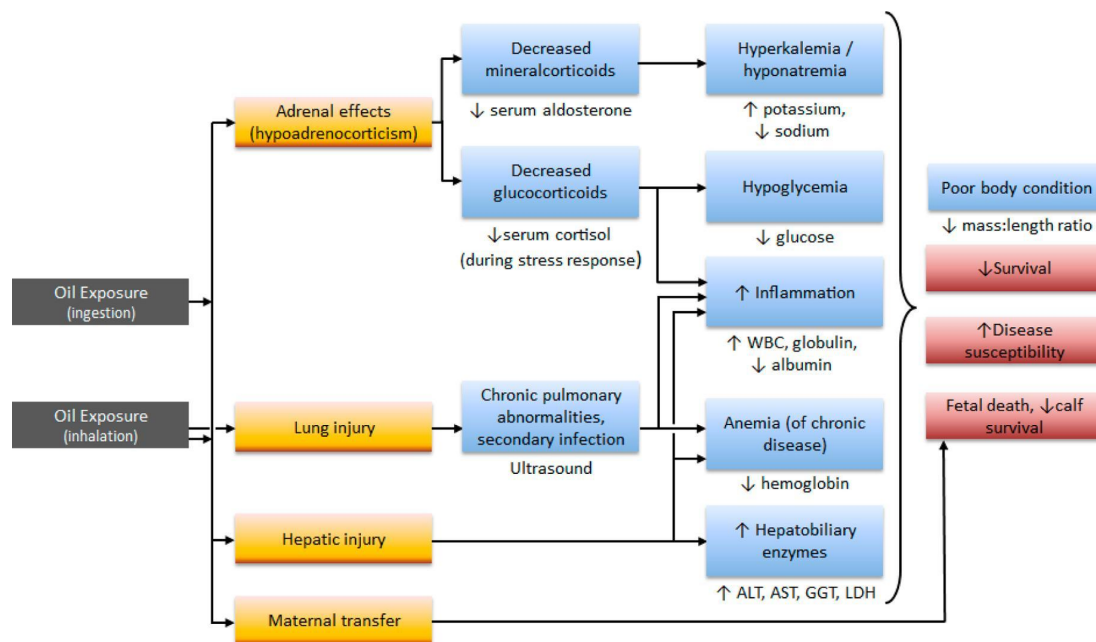 Oil Exposure
(ingestion)
Oil Exposure
(inhalation)
Adrenal effects
(hypoadrenocorticism)
Lung injury
Hepatic injury
Maternal transfer
Decreased
mineralcorticoids
↓ serum aldosterone
Decreased
glucocorticoids
↓serum cortisol
(during stress response)
Chronic pulmonary
abnormalities,
secondary infection
Ultrasound
Hyperkalemia /
hyponatremia
↑ potassium,
↓ sodium
Hypoglycemia
↓ glucose
↑ Inflammation
↑ WBC, globulin,
↓ albumin
Anemia (of chronic
disease)
↓ hemoglobin
↑ Hepatobiliary
enzymes
↑ ALT, AST, GGT, LDH
Poor body condition
↓ mass:length ratio
↓Survival
↑Disease
susceptibility
Fetal death, ↓calf
survival